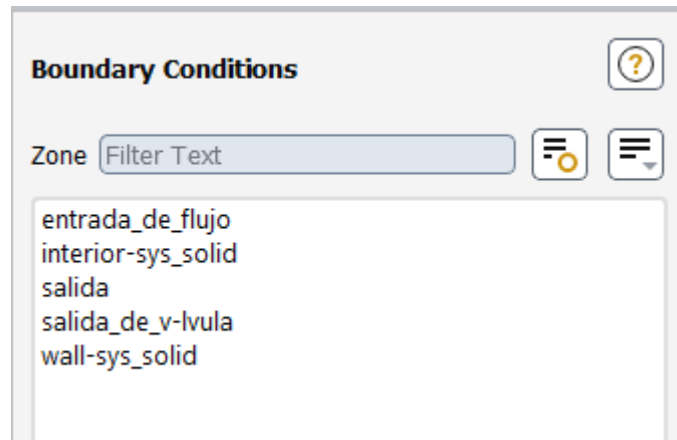 Boundary Conditions
Zone Filter Text
entrada_de_flujo
interior-sys_solid
salida
salida_de_v-lvula
wall-sys_solid